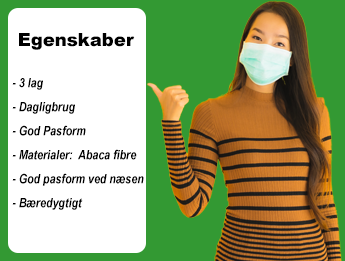 Egenskaber
- 3 lag
- Dagligbrug
- God Pasform
- Materialer: Abaca fibre
- God pasform ved næsen
- Bæredygtigt